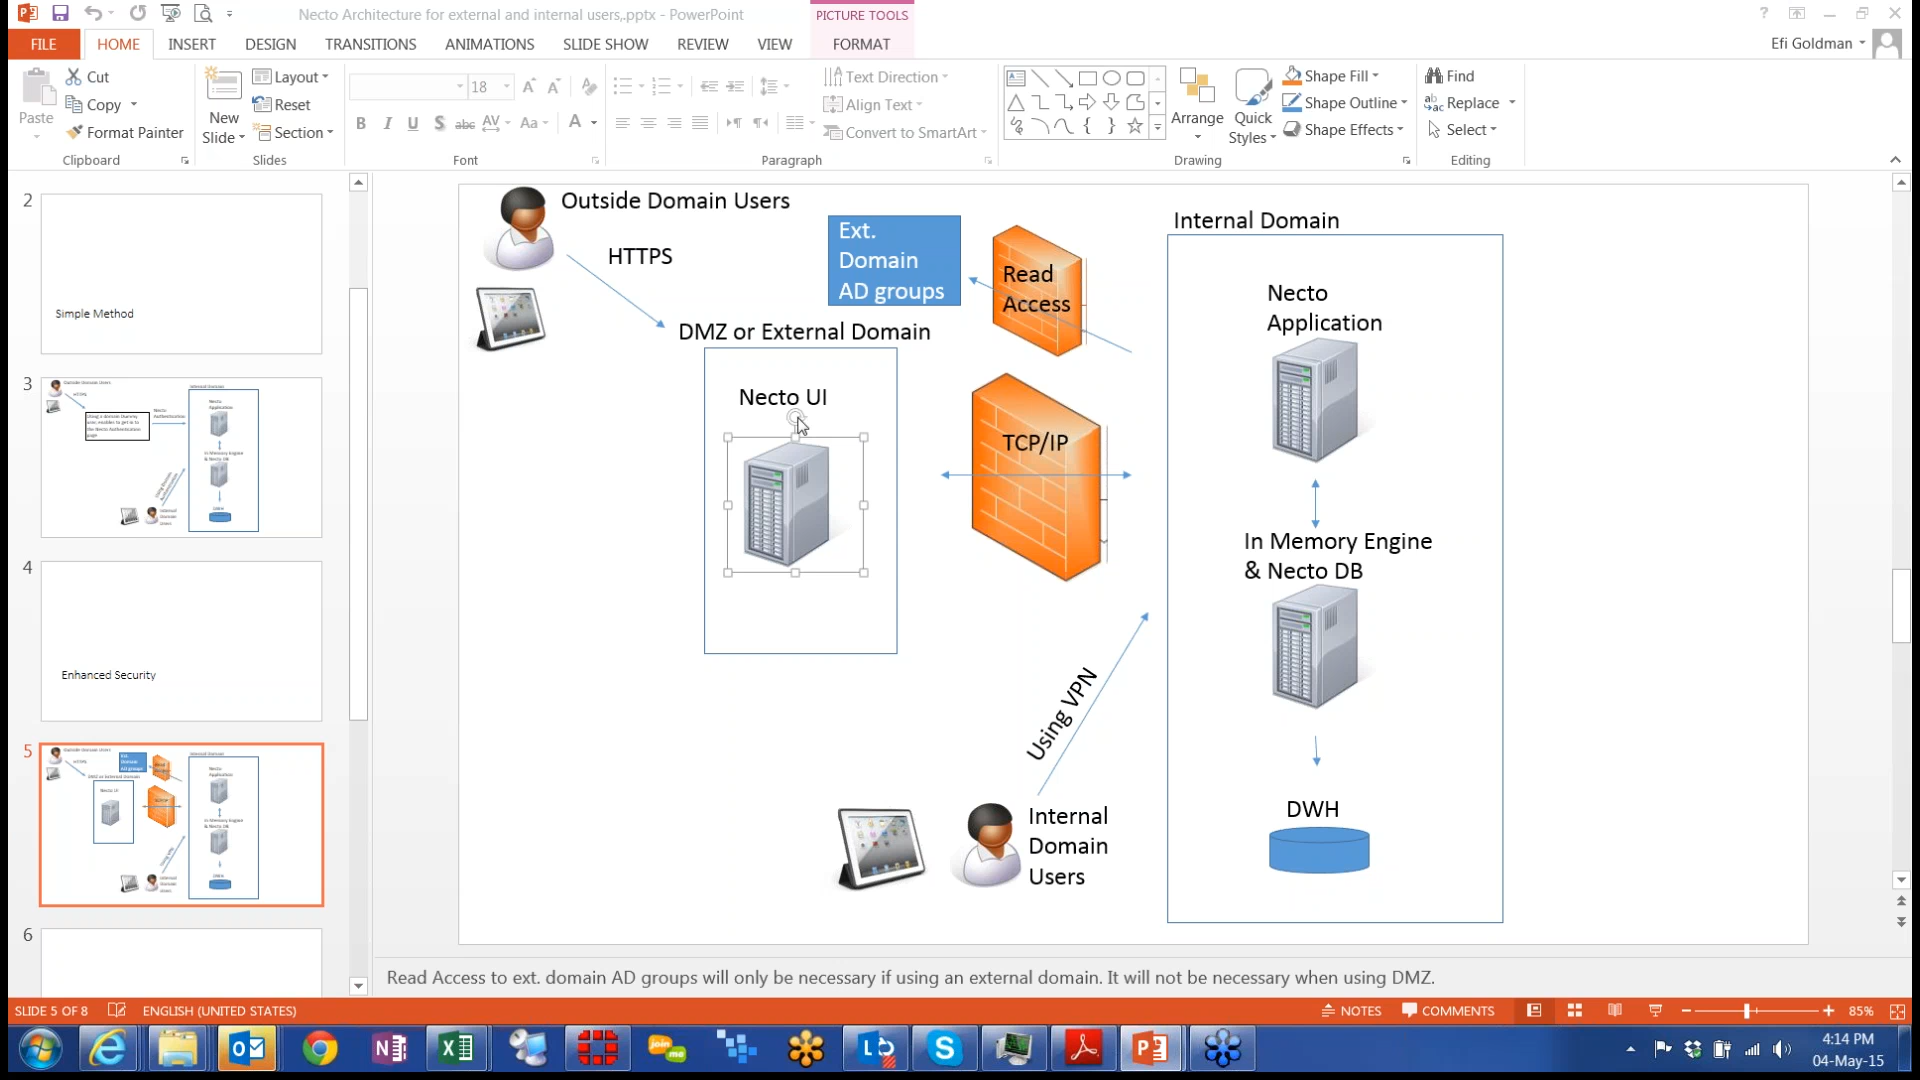 Necto Architecture for external and internal users,.pptx - PowerPoint
PICTURE TOOLS
FILE
HOME
INSERT
DESIGN
TRANSITIONS
ANIMATIONS
SLIDE SHOW
REVIEW
VIEW
FORMAT
Efi Goldman
Paste
Cut
Copy
Format Painter
Clipboard
New
Slide
Layout
Reset
Section
Slides
18
Font
Text Direction
Align Text
Convert to SmartArt
Paragraph
Arrange
Quick
Styles
Shape Fill
Shape Outline
Shape Effects
Drawing
Find
Replace
Select
Editing
2
Simple Method
3
4
Enhanced Security
5
6
Outside Domain Users
HTTPS
Ext.
Domain
AD groups
Read
Access
Internal Domain
DMZ or External Domain
Necto UI
TCP/IP
Necto
Application
In Memory Engine
& Necto DB
Using VPN
DWH
Internal
Domain
Users
Read Access to ext. domain AD groups will only be necessary if using an external domain. It will not be necessary when using DMZ.
SLIDE 5 OF 8
ENGLISH (UNITED STATES)
NOTES
COMMENTS
85%
4:14 PM
04-May-15